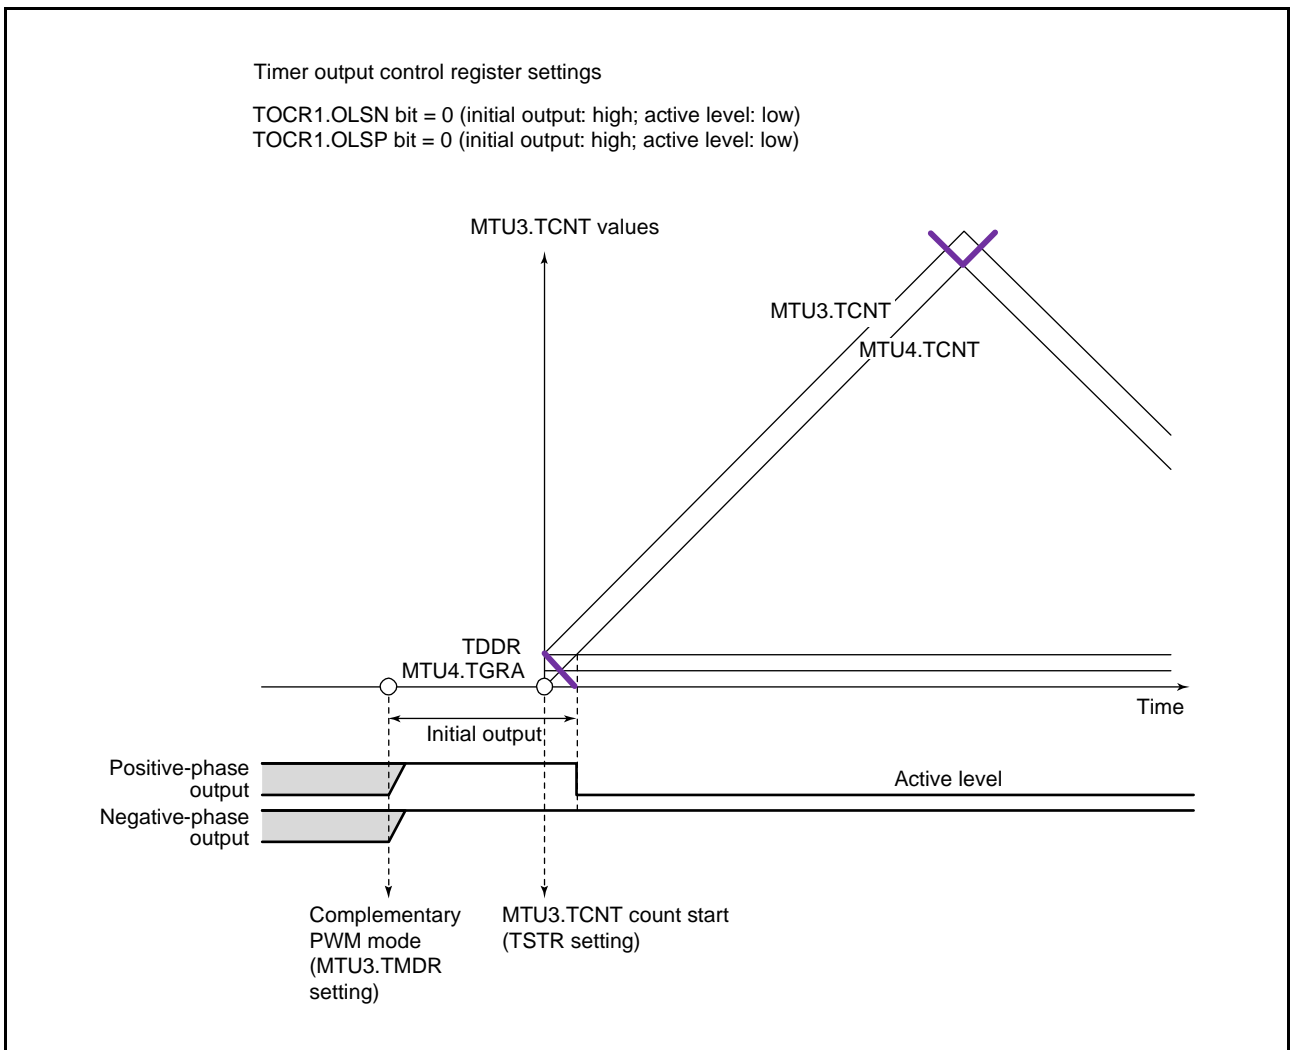 Timer output control register settings
TOCR1.OLSN bit = 0 (initial output: high; active level: low)
TOCR1.OLSP bit = 0 (initial output: high; active level: low)
MTU3.TCNT values
MTU3.TCNT
MTU4.TCNT
TDDR
MTU4.TGRA
Time
Initial output
Positive-phase
output
Active level
Negative-phase
output
Complementary
PWM mode
(MTU3.TMDR
setting)
MTU3.TCNT count start
(TSTR setting)